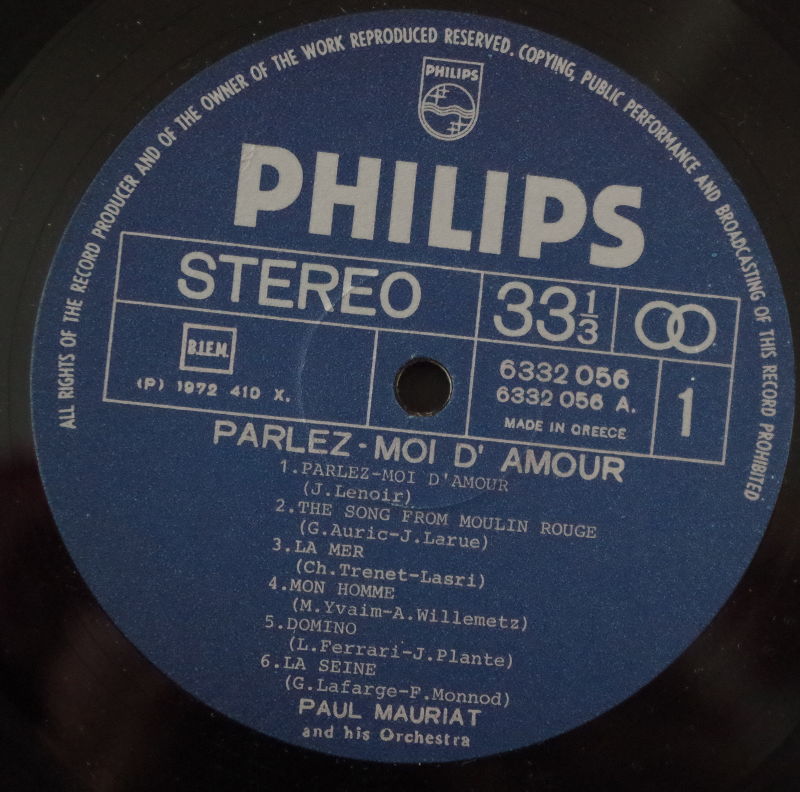 ALL RIGHTS OF THE RECORD PRODUCER AND OF THE OWNER OF THE WORK REPRODUCED RESERVED. COPYING, PUBLIC PERFORMANCE AND BROADCASTING OF THIS RECORD PROHIBITED
PHILIPS
PHILIPS
STEREO
33 1/3
B.I.E.M.
(P) 1972 410 X.
6332 056
6332 056 A.
MADE IN GREECE
1
PARLEZ-MOI D' AMOUR
1.PARLEZ-MOI D'AMOUR
(J.Lenoir)
2.THE SONG FROM MOULIN ROUGE
(G.Auric-J.Larue)
3.LA MER
(Ch.Trenet-Lasri)
4.MON HOMME
(M.Yvaim-A.Willemetz)
5.DOMINO
(L.Ferrari-J.Plante)
6.LA SEINE
(G.Lafarge-F.Monnod)
PAUL MAURIAT
and his Orchestra